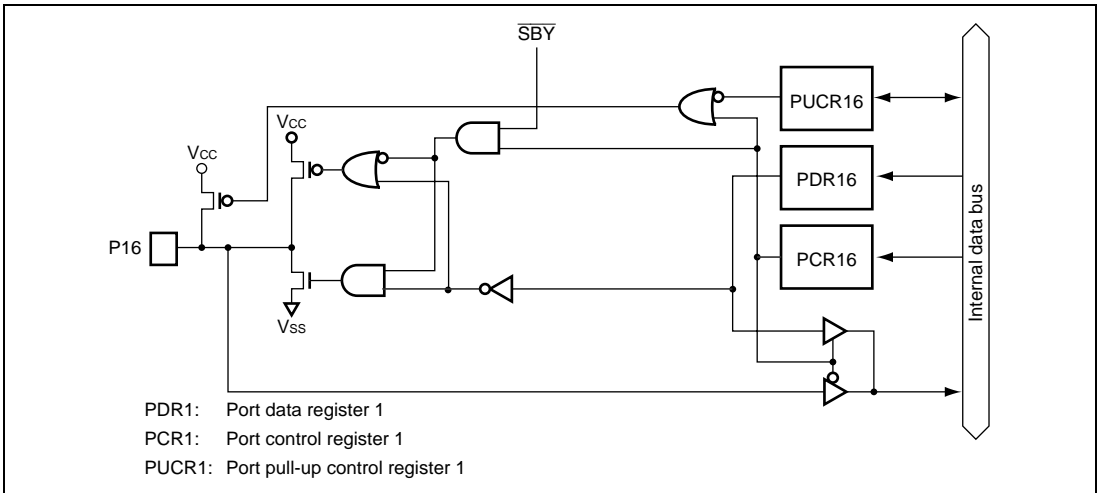 SBY
PUCR16
VCC
VCC
PDR16
P16
PCR16
Internal data bus
VSS
PDR1: Port data register 1
PCR1: Port control register 1
PUCR1: Port pull-up control register 1